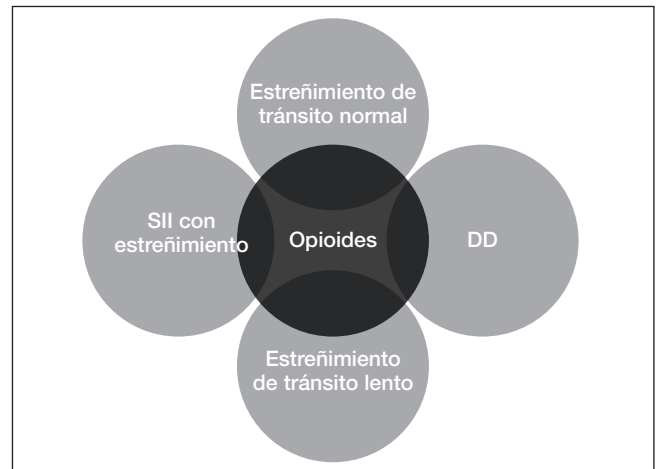 Estreñimiento de
tránsito normal
SII con
estreñimiento
Opioides
DD
Estreñimiento
de tránsito lento